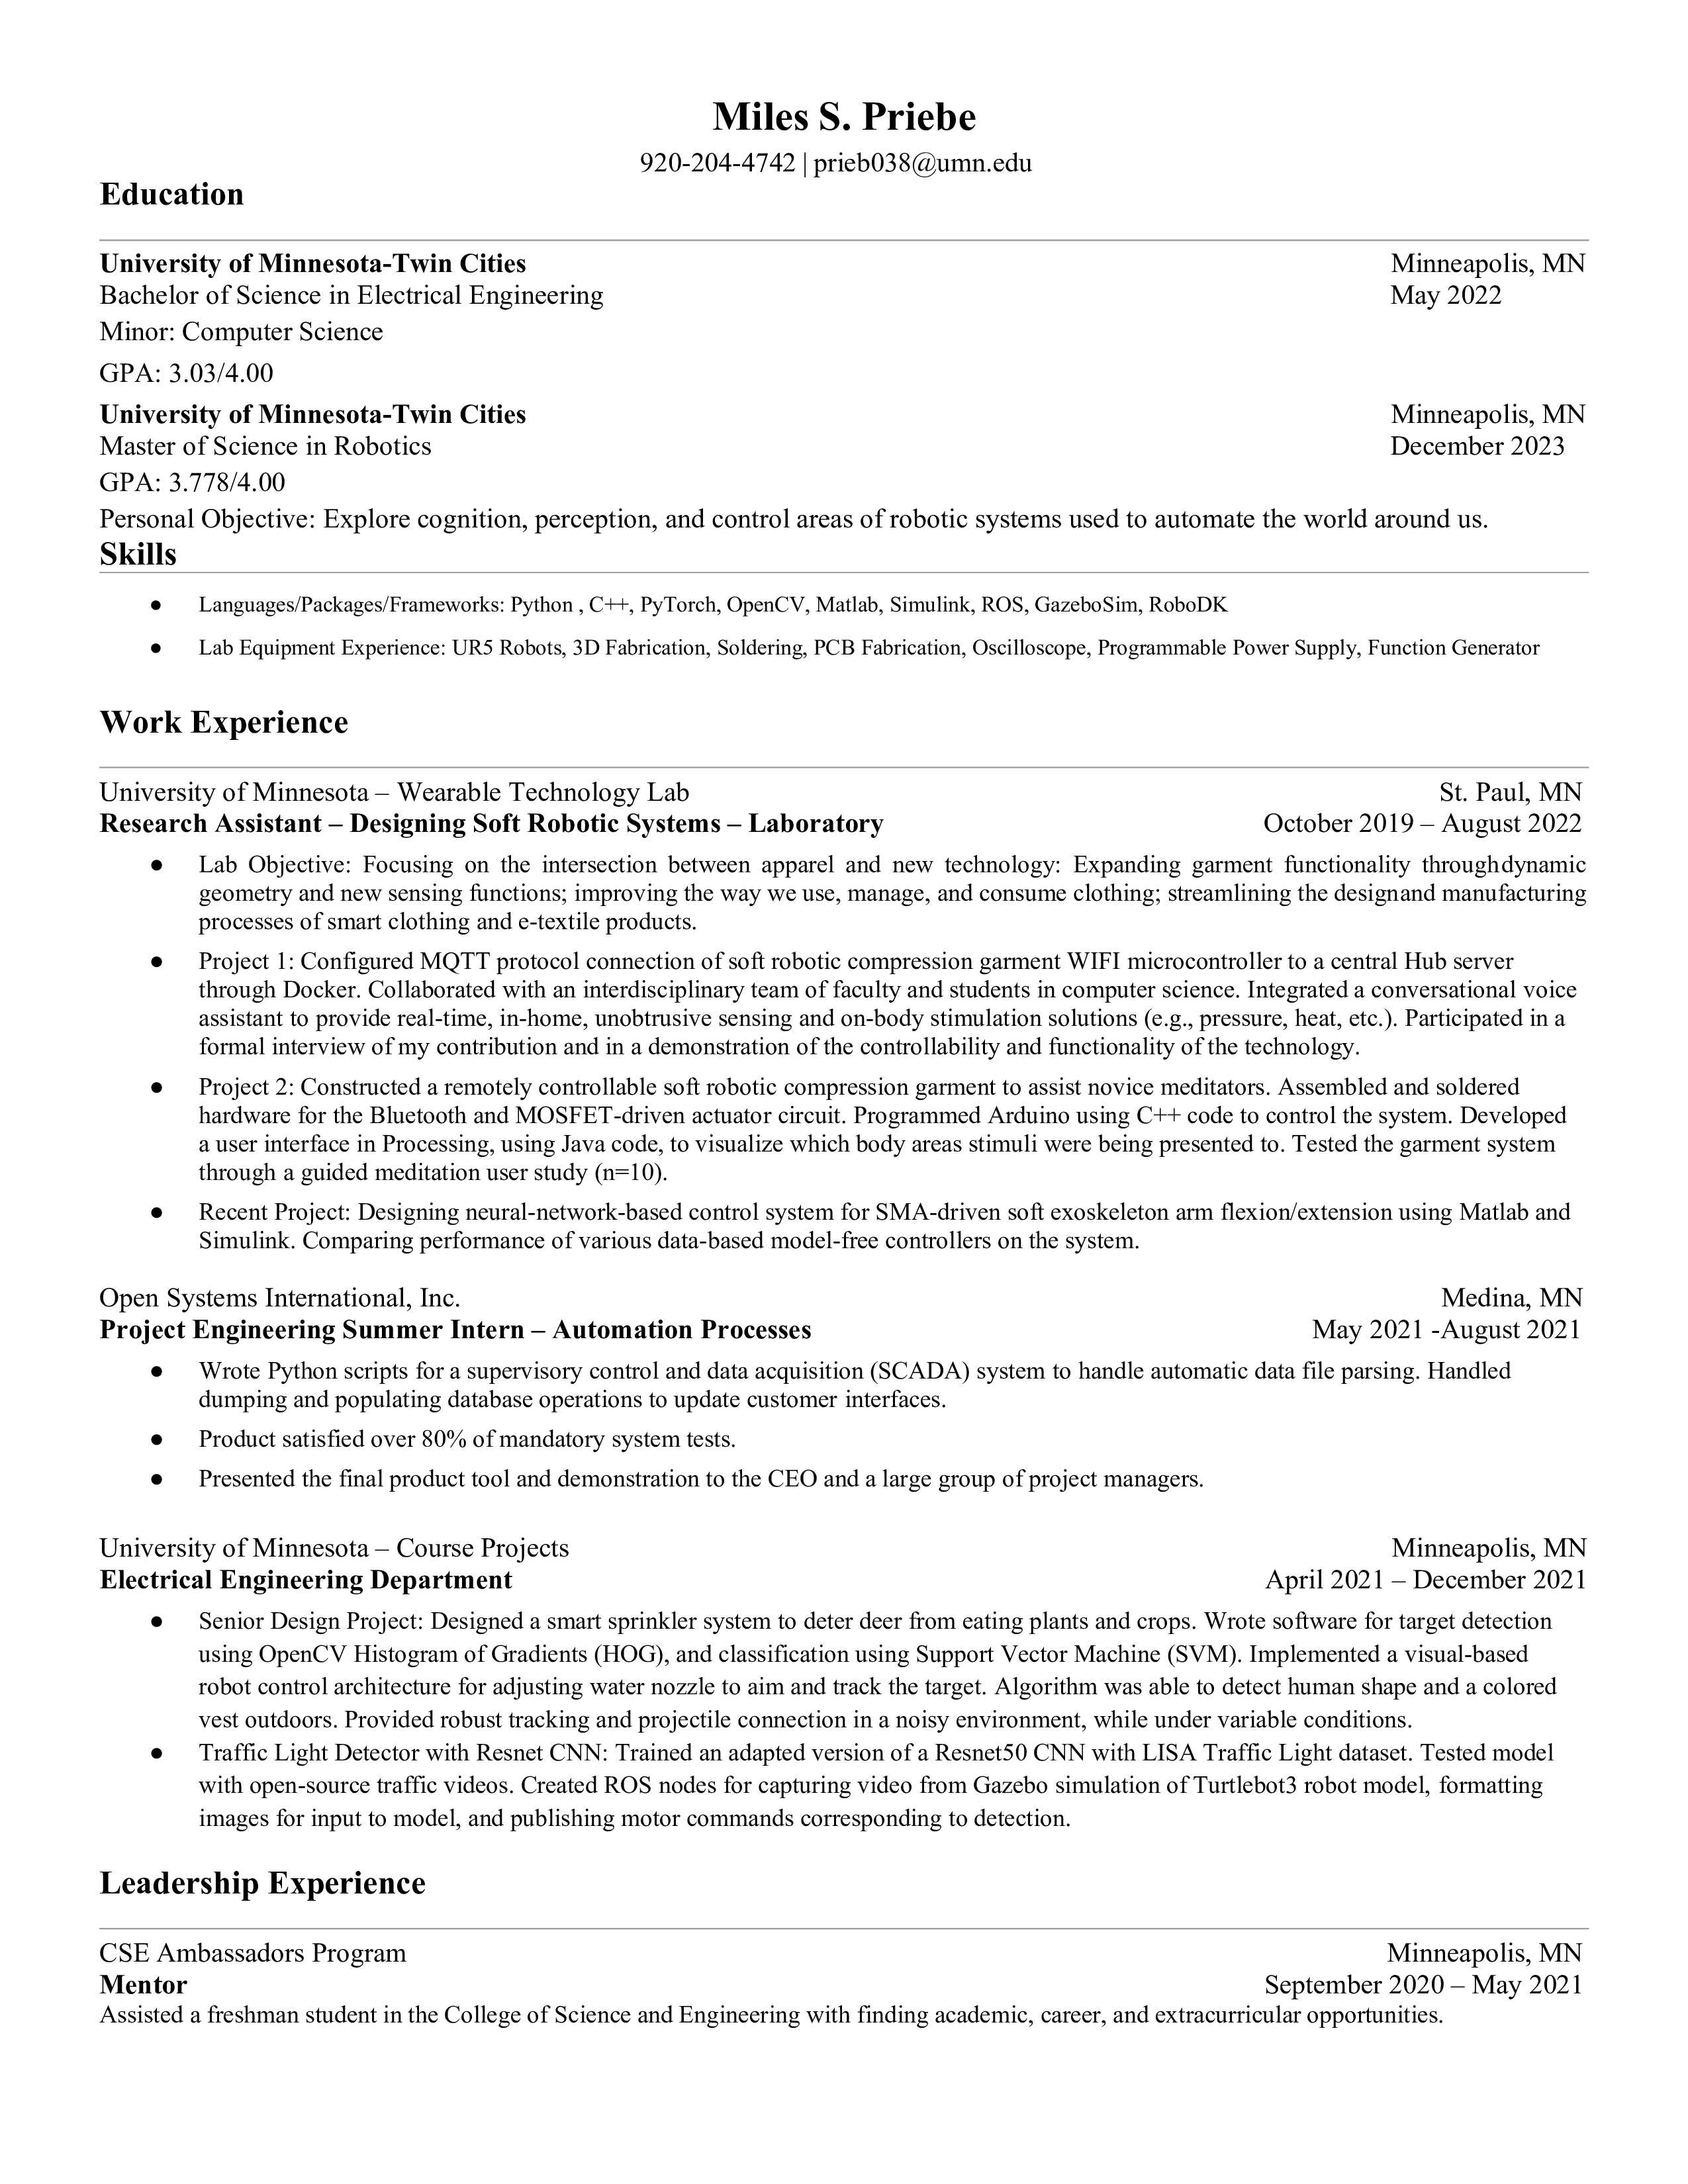 Miles S. Priebe
920-204-4742 | prieb038@umn.edu
Education
University of Minnesota-Twin Cities Minneapolis, MN
Bachelor of Science in Electrical Engineering May 2022
Minor: Computer Science
GPA: 3.03/4.00
University of Minnesota-Twin Cities Minneapolis, MN
Master of Science in Robotics December 2023
GPA: 3.778/4.00
Personal Objective: Explore cognition, perception, and control areas of robotic systems used to automate the world around us.
Skills
● Languages/Packages/Frameworks: Python , C++, PyTorch, OpenCV, Matlab, Simulink, ROS, GazeboSim, RoboDK
● Lab Equipment Experience: UR5 Robots, 3D Fabrication, Soldering, PCB Fabrication, Oscilloscope, Programmable Power Supply, Function Generator
Work Experience
University of Minnesota – Wearable Technology Lab St. Paul, MN
Research Assistant – Designing Soft Robotic Systems – Laboratory October 2019 – August 2022
● Lab Objective: Focusing on the intersection between apparel and new technology: Expanding garment functionality throughdynamic
geometry and new sensing functions; improving the way we use, manage, and consume clothing; streamlining the designand manufacturing
processes of smart clothing and e-textile products.
● Project 1: Configured MQTT protocol connection of soft robotic compression garment WIFI microcontroller to a central Hub server
through Docker. Collaborated with an interdisciplinary team of faculty and students in computer science. Integrated a conversational voice
assistant to provide real-time, in-home, unobtrusive sensing and on-body stimulation solutions (e.g., pressure, heat, etc.). Participated in a
formal interview of my contribution and in a demonstration of the controllability and functionality of the technology.
● Project 2: Constructed a remotely controllable soft robotic compression garment to assist novice meditators. Assembled and soldered
hardware for the Bluetooth and MOSFET-driven actuator circuit. Programmed Arduino using C++ code to control the system. Developed
a user interface in Processing, using Java code, to visualize which body areas stimuli were being presented to. Tested the garment system
through a guided meditation user study (n=10).
● Recent Project: Designing neural-network-based control system for SMA-driven soft exoskeleton arm flexion/extension using Matlab and
Simulink. Comparing performance of various data-based model-free controllers on the system.
Open Systems International, Inc. Medina, MN
Project Engineering Summer Intern – Automation Processes May 2021 -August 2021
● Wrote Python scripts for a supervisory control and data acquisition (SCADA) system to handle automatic data file parsing. Handled
dumping and populating database operations to update customer interfaces.
● Product satisfied over 80% of mandatory system tests.
● Presented the final product tool and demonstration to the CEO and a large group of project managers.
University of Minnesota – Course Projects Minneapolis, MN
Electrical Engineering Department April 2021 – December 2021
● Senior Design Project: Designed a smart sprinkler system to deter deer from eating plants and crops. Wrote software for target detection
using OpenCV Histogram of Gradients (HOG), and classification using Support Vector Machine (SVM). Implemented a visual-based
robot control architecture for adjusting water nozzle to aim and track the target. Algorithm was able to detect human shape and a colored
vest outdoors. Provided robust tracking and projectile connection in a noisy environment, while under variable conditions.
● Traffic Light Detector with Resnet CNN: Trained an adapted version of a Resnet50 CNN with LISA Traffic Light dataset. Tested model
with open-source traffic videos. Created ROS nodes for capturing video from Gazebo simulation of Turtlebot3 robot model, formatting
images for input to model, and publishing motor commands corresponding to detection.
Leadership Experience
CSE Ambassadors Program Minneapolis, MN
Mentor September 2020 – May 2021
Assisted a freshman student in the College of Science and Engineering with finding academic, career, and extracurricular opportunities.